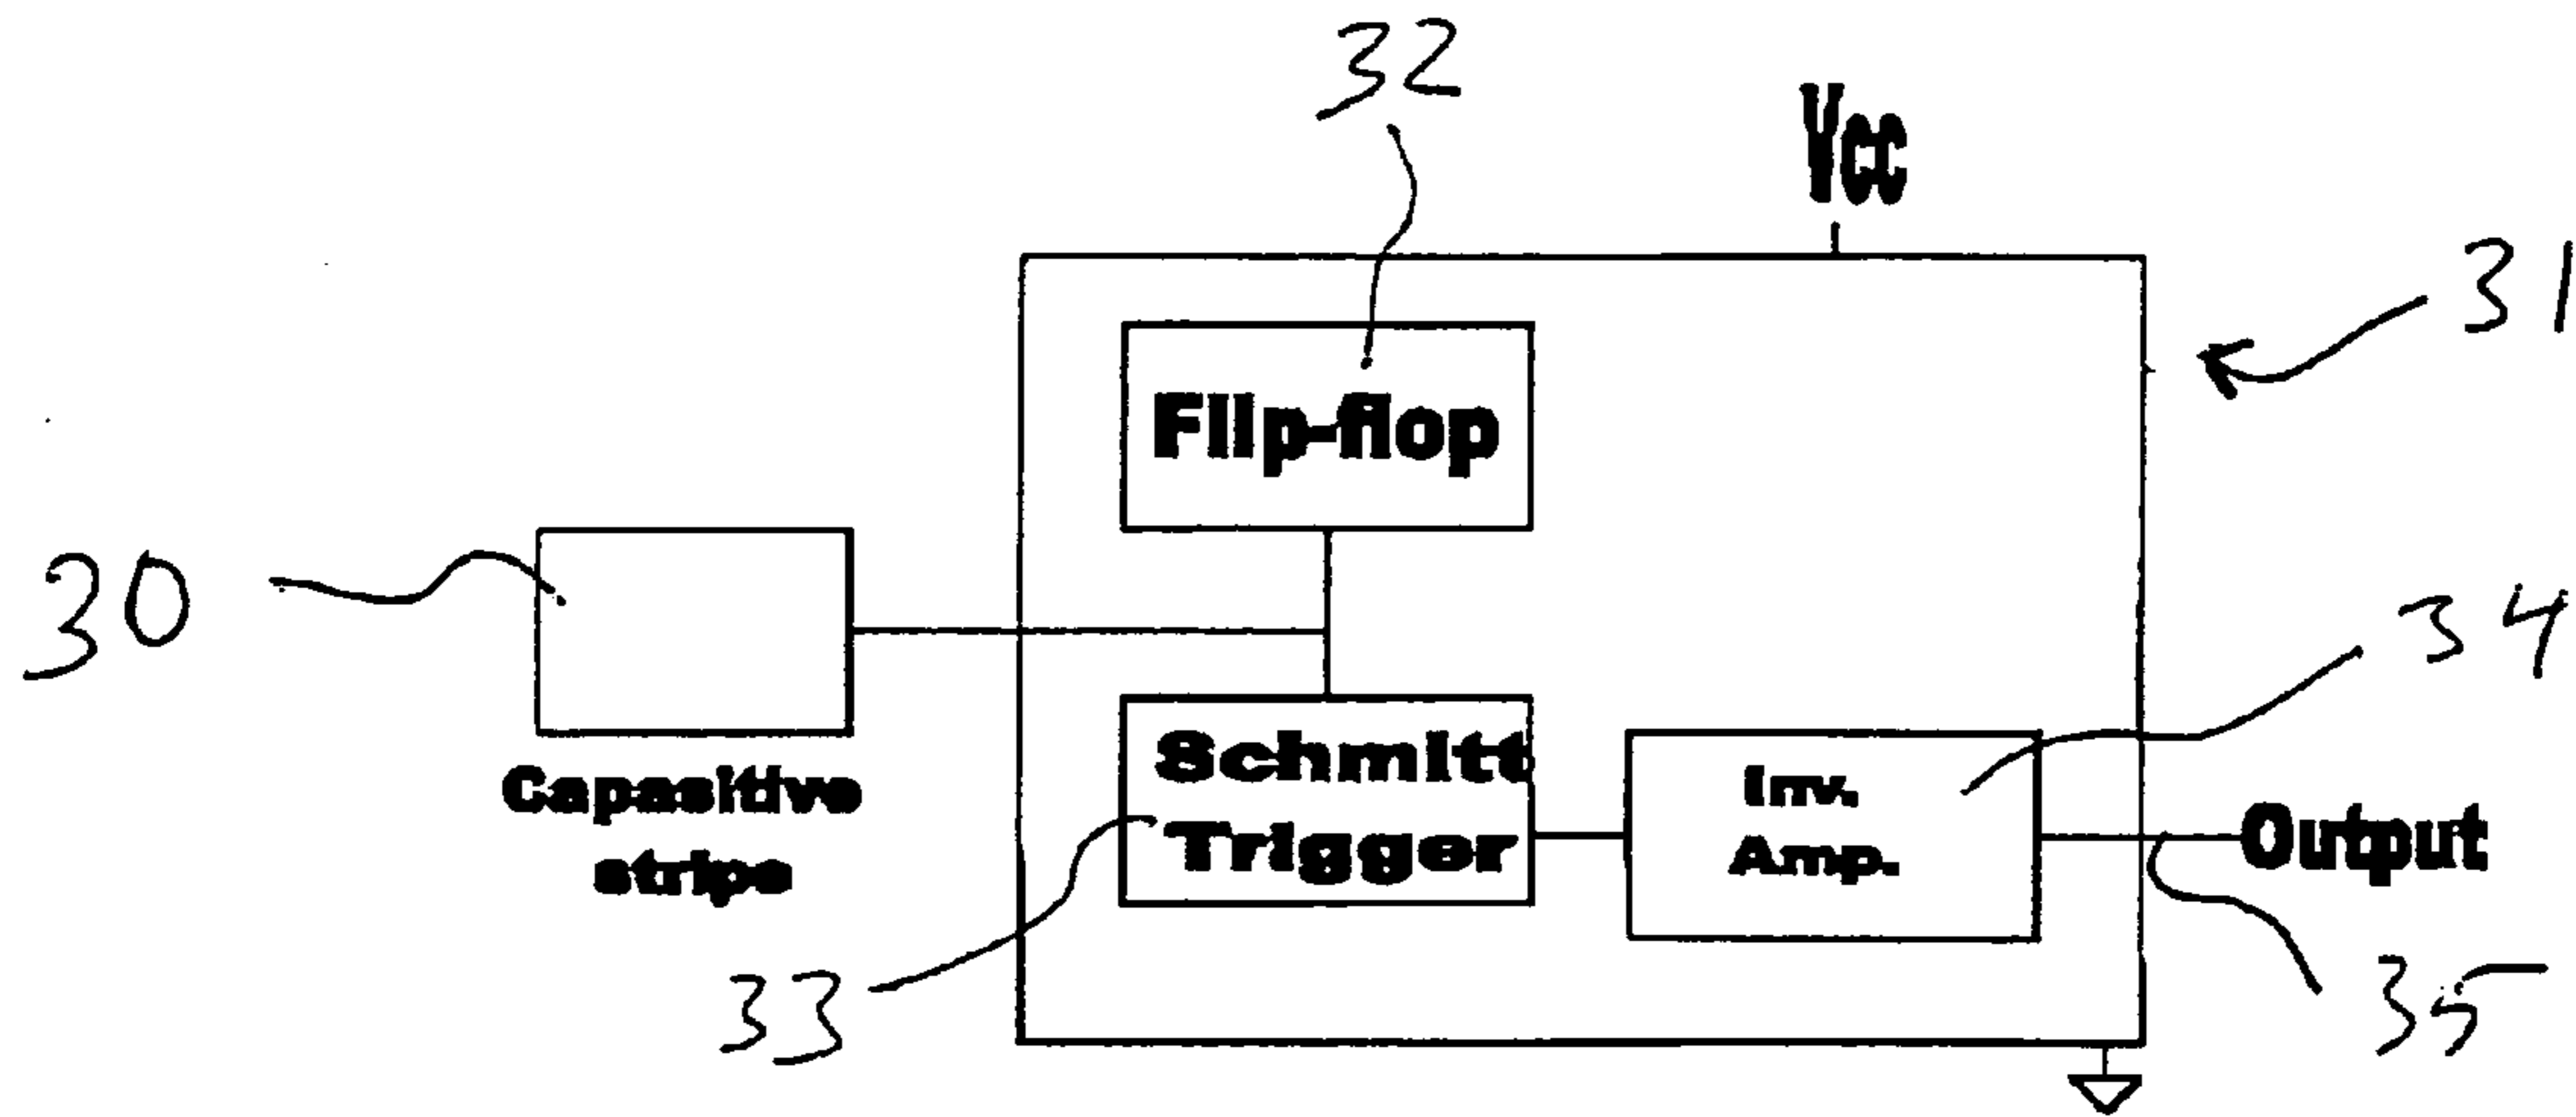 32
Vcc
31
Flip-flop
30
34
Capasitive
stripe
Schmitt
Trigger
Inv.
Amp.
Output
33
35